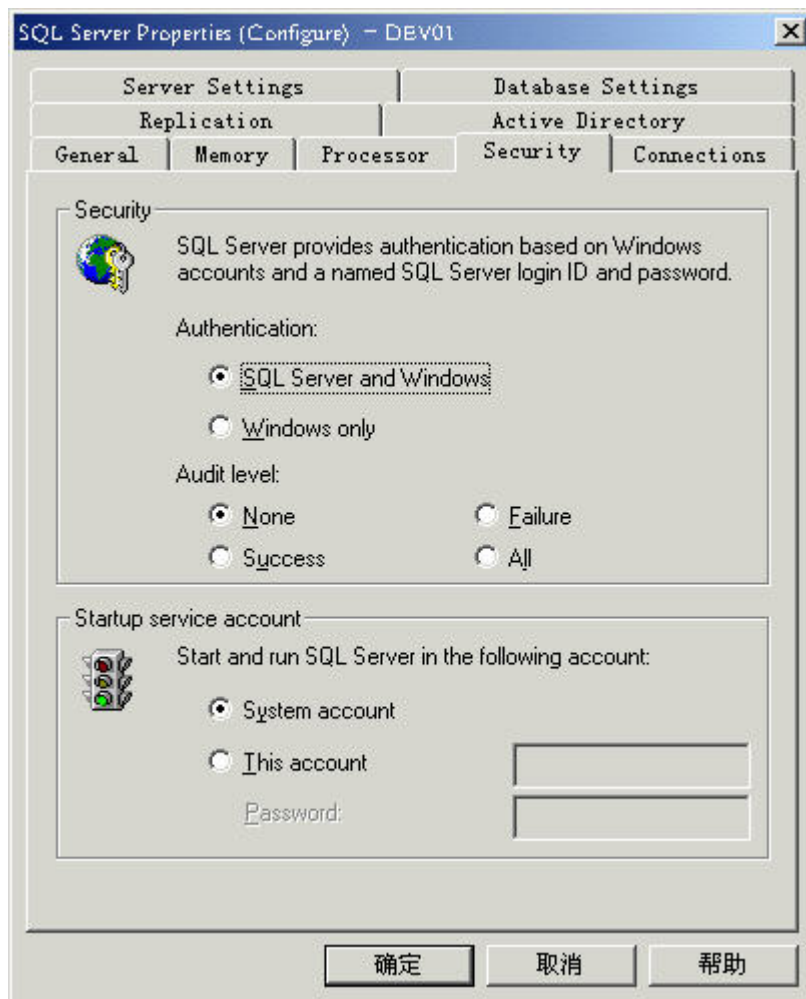 SQL Server Properties (Configure) - DEV01
Server Settings
Database Settings
Replication
Active Directory
General
Memory
Processor
Security
Connections
Security
SQL Server provides authentication based on Windows
accounts and a named SQL Server login ID and password.
Authentication:
SQL Server and Windows
Windows only
Audit level:
None
Failure
Success
All
Startup service account
Start and run SQL Server in the following account:
System account
This account
Password:
确定
取消
帮助